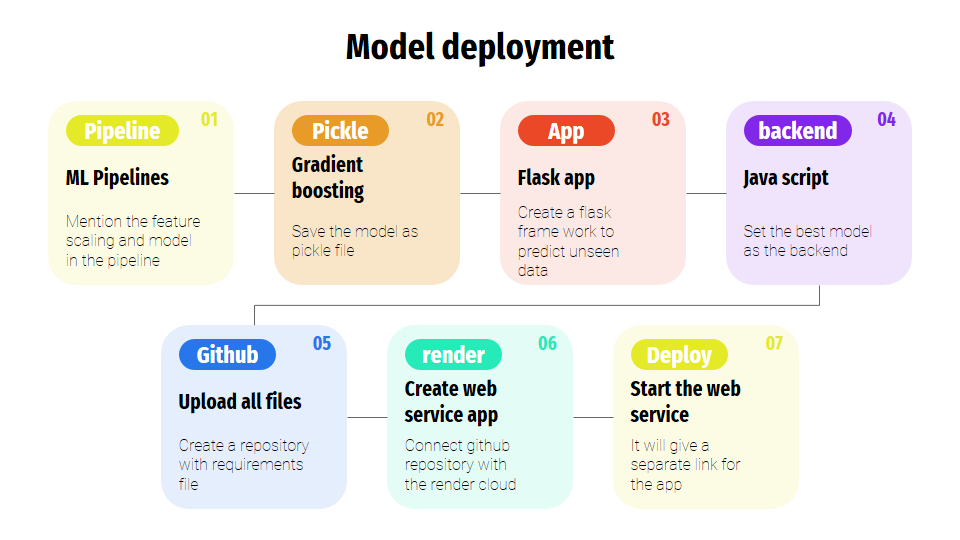 Model deployment
Pipeline
01
ML Pipelines
Mention the feature
scaling and model
in the pipeline
Pickle
02
Gradient
boosting
Save the model as
pickle file
App
03
Flask app
Create a flask
frame work to
predict unseen
data
backend
04
Java script
Set the best model
as the backend
Github
05
Upload all files
Create a repository
with requirements
file
render
06
Create web
service app
Connect github
repository with
the render cloud
Deploy
07
Start the web
service
It will give a
separate link for
the app